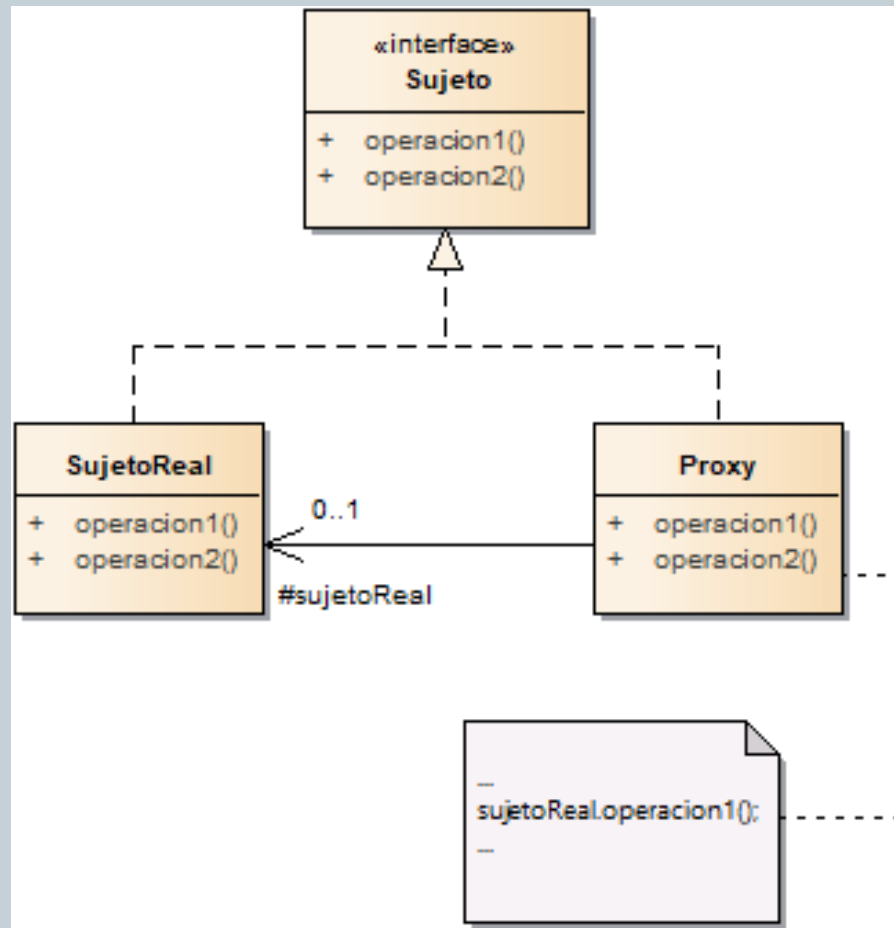 «interface»
Sujeto
+ operacion1()
+ operacion2()
SujetoReal
+ operacion1()
+ operacion2()
0..1
#sujetoReal
Proxy
+ operacion1()
+ operacion2()
...
sujetoReal.operacion1();
...